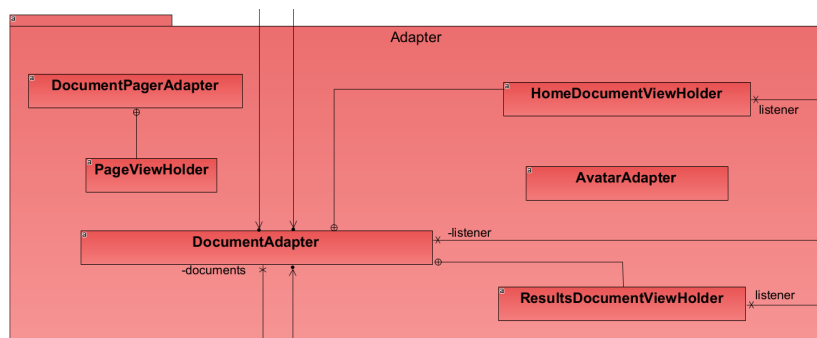 Adapter
DocumentPagerAdapter
HomeDocumentViewHolder
listener
PageViewHolder
AvatarAdapter
-listener
DocumentAdapter
-documents
ResultsDocumentViewHolder
listener